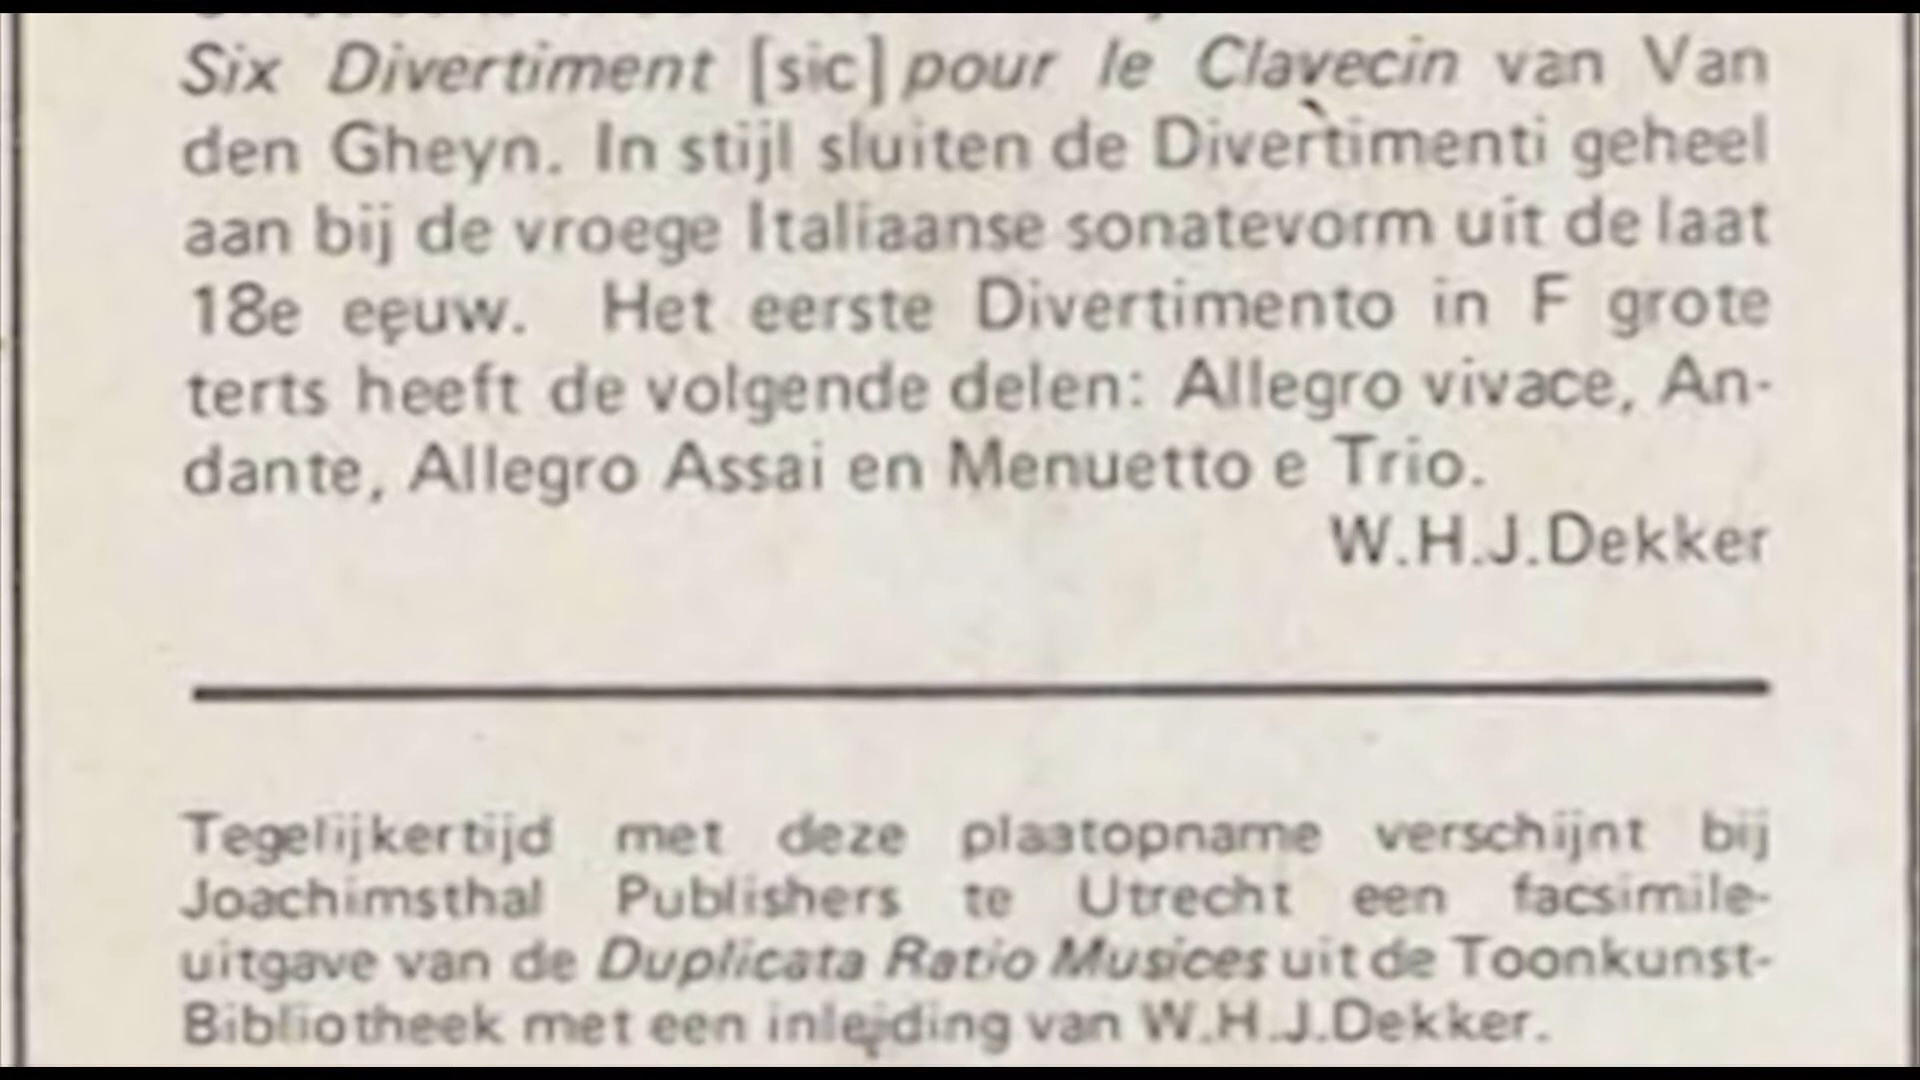 Six Divertiment [sic] pour le Clavecin van Van
den Gheyn. In stijl sluiten de Divertimenti geheel
aan bij de vroege Italiaanse sonatevorm uit de laat
18e eeuw. Het eerste Divertimento in F grote
terts heeft de volgende delen: Allegro vivace, An-
dante, Allegro Assai en Menuetto e Trio.
W.H.J.Dekker
Tegelijkertijd met deze plaatopname verschijnt bij
Joachimsthal Publishers te Utrecht een facsimile-
uitgave van de Duplicata Ratio Musices uit de Toonkunst-
Bibliotheek met een inleiding van W.H.J.Dekker.